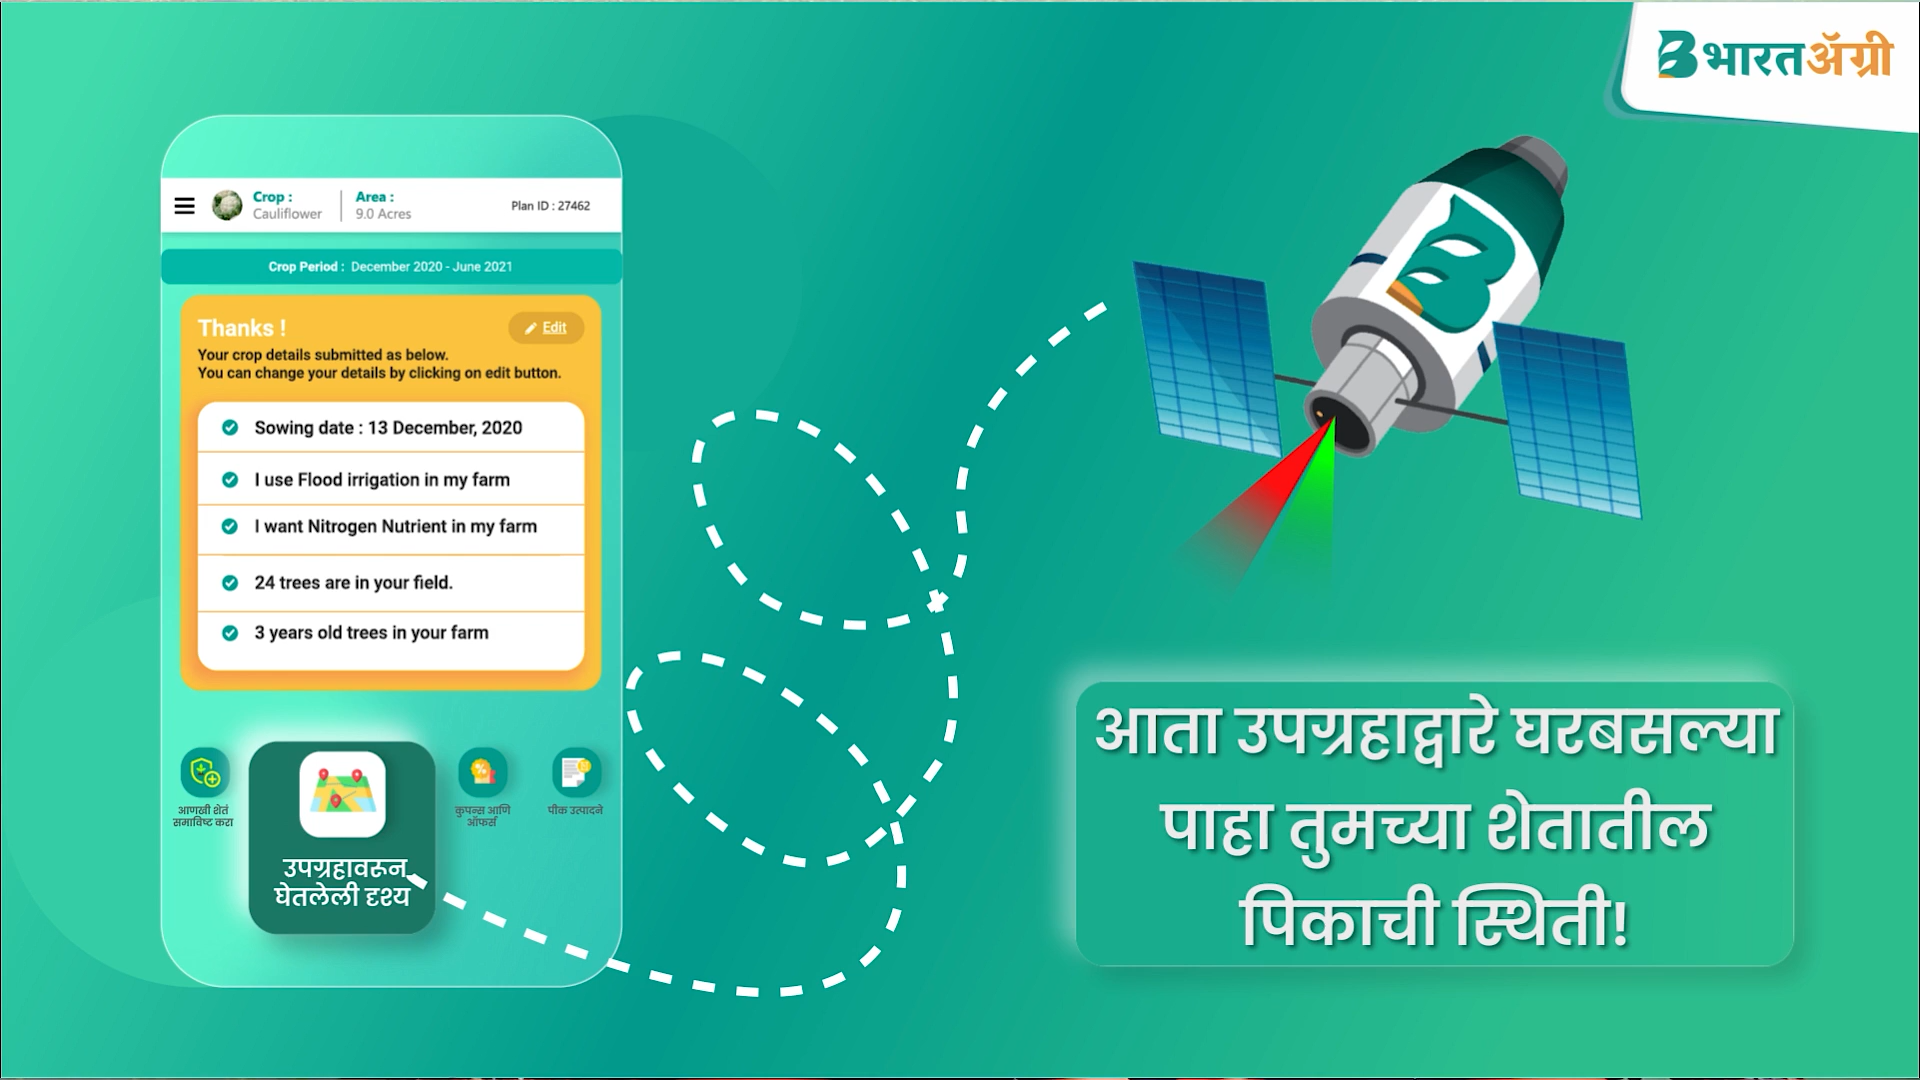 भारतॲग्री
Crop :
Cauliflower
Area :
9.0 Acres
Plan ID : 27462
Crop Period : December 2020 - June 2021
Thanks !
Edit
Your crop details submitted as below.
You can change your details by clicking on edit button.
Sowing date : 13 December, 2020
I use Flood irrigation in my farm
I want Nitrogen Nutrient in my farm
24 trees are in your field.
3 years old trees in your farm
आणखी शेतं
समाविष्ट करा
उपग्रहावरून
घेतलेली दृश्य
कुपन्स आणि
ऑफर्स
पीक उत्पादने
आता उपग्रहाद्वारे घरबसल्या
पाहा तुमच्या शेतातील
पिकाची स्थिती!